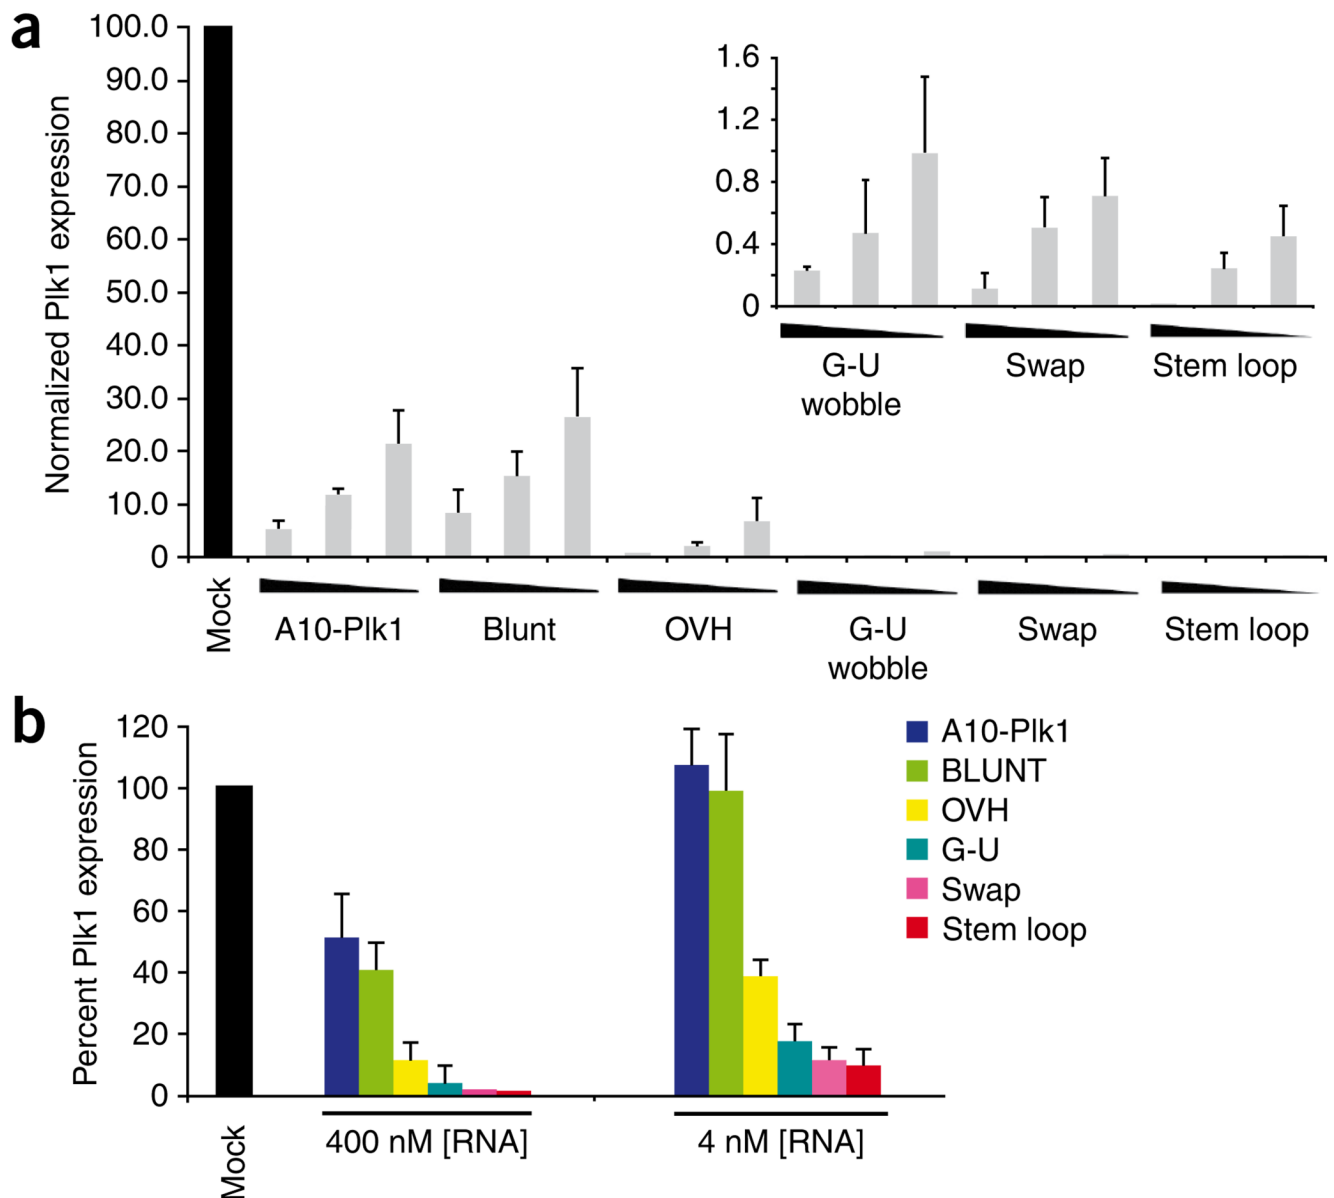 a
Normalized Plk1 expression
100.0
90.0
80.0
70.0
60.0
50.0
40.0
30.0
20.0
10.0
0
Mock
A10-Plk1
Blunt
OVH
G-U
wobble
Swap
Stem loop
1.6
1.2
0.8
0.4
0
G-U
wobble
Swap
Stem loop
b
Percent Plk1 expression
120
100
80
60
40
20
0
Mock
400 nM [RNA]
4 nM [RNA]
A10-Plk1
BLUNT
OVH
G-U
Swap
Stem loop